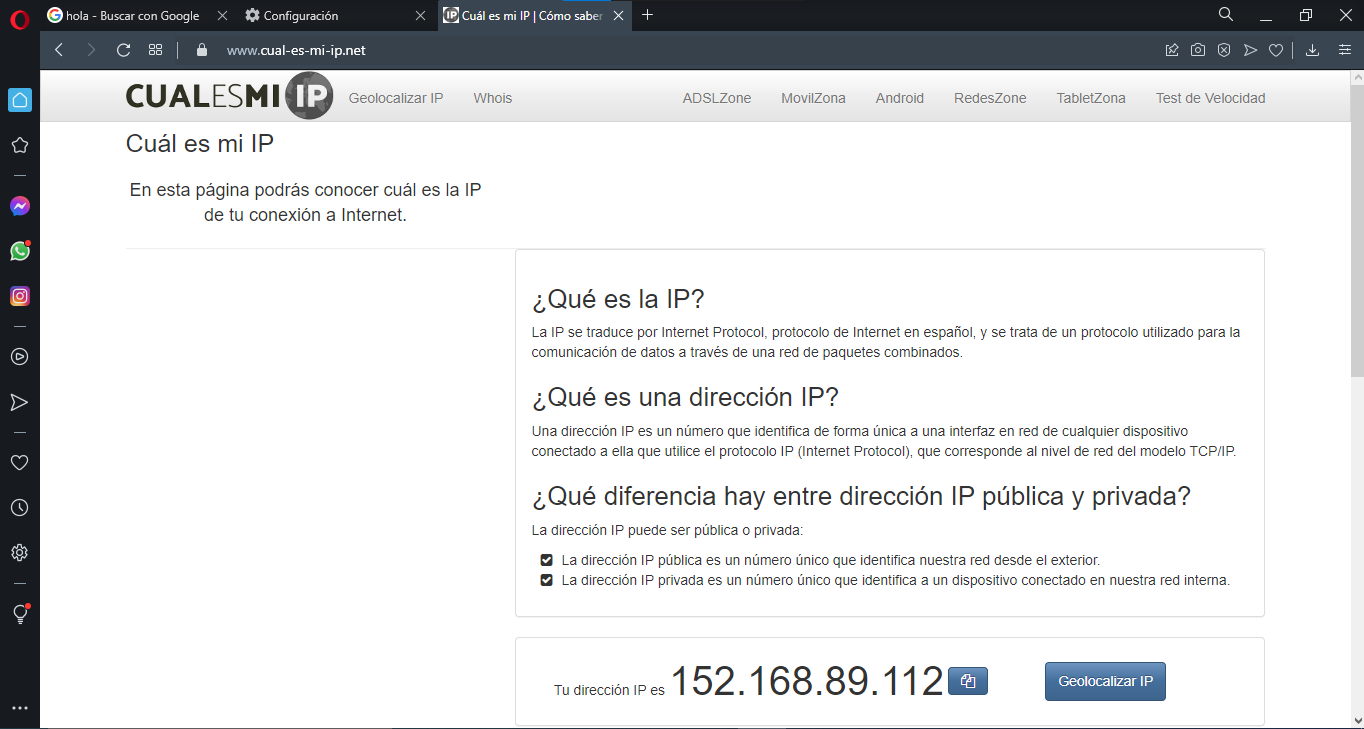 hola - Buscar con Google
Configuración
Cuál es mi IP | Cómo saber
www.cual-es-mi-ip.net
CUALESMI IP
Geolocalizar IP
Whois
ADSLZone
MovilZona
Android
RedesZone
TabletZona
Test de Velocidad
Cuál es mi IP
En esta página podrás conocer cuál es la IP
de tu conexión a Internet.
¿Qué es la IP?
La IP se traduce por Internet Protocol, protocolo de Internet en español, y se trata de un protocolo utilizado para la
comunicación de datos a través de una red de paquetes combinados.
¿Qué es una dirección IP?
Una dirección IP es un número que identifica de forma única a una interfaz en red de cualquier dispositivo
conectado a ella que utilice el protocolo IP (Internet Protocol), que corresponde al nivel de red del modelo TCP/IP.
¿Qué diferencia hay entre dirección IP pública y privada?
La dirección IP puede ser pública o privada:
La dirección IP pública es un número único que identifica nuestra red desde el exterior.
La dirección IP privada es un número único que identifica a un dispositivo conectado en nuestra red interna.
Tu dirección IP es 152.168.89.112
Geolocalizar IP